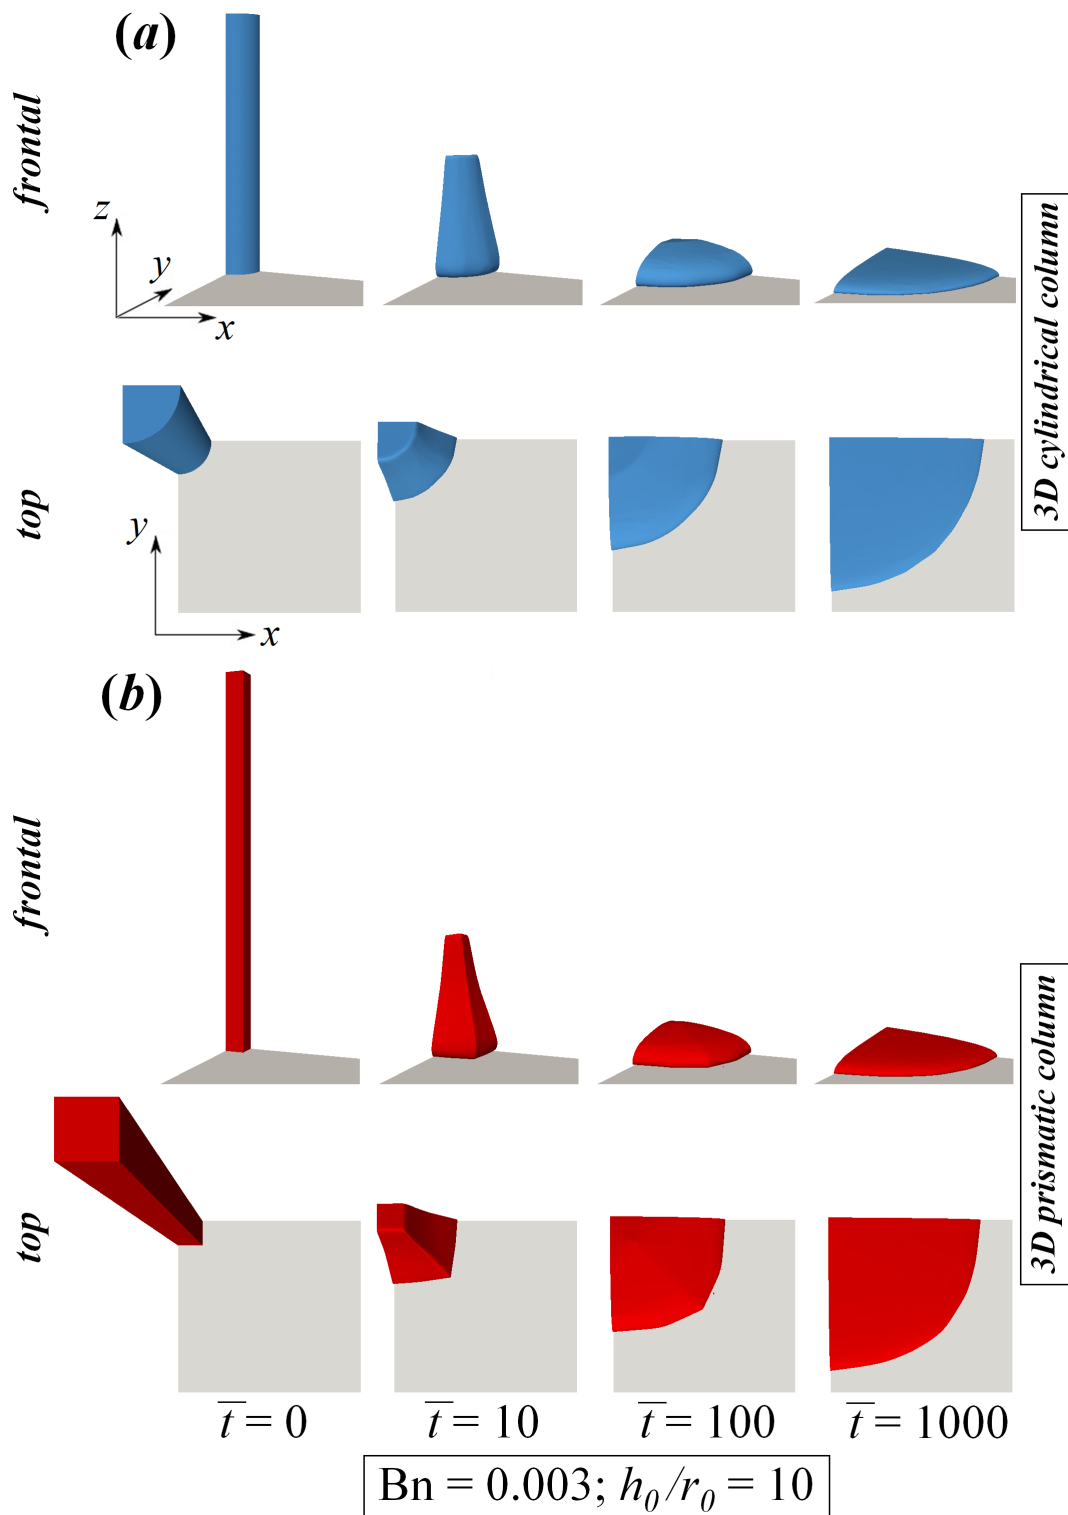 (a)
frontal
z
y
x
3D cylindrical column
top
y
x
(b)
frontal
3D prismatic column
top
t̅ = 0
t̅ = 10
t̅ = 100
t̅ = 1000
Bn = 0.003; h₀/r₀ = 10